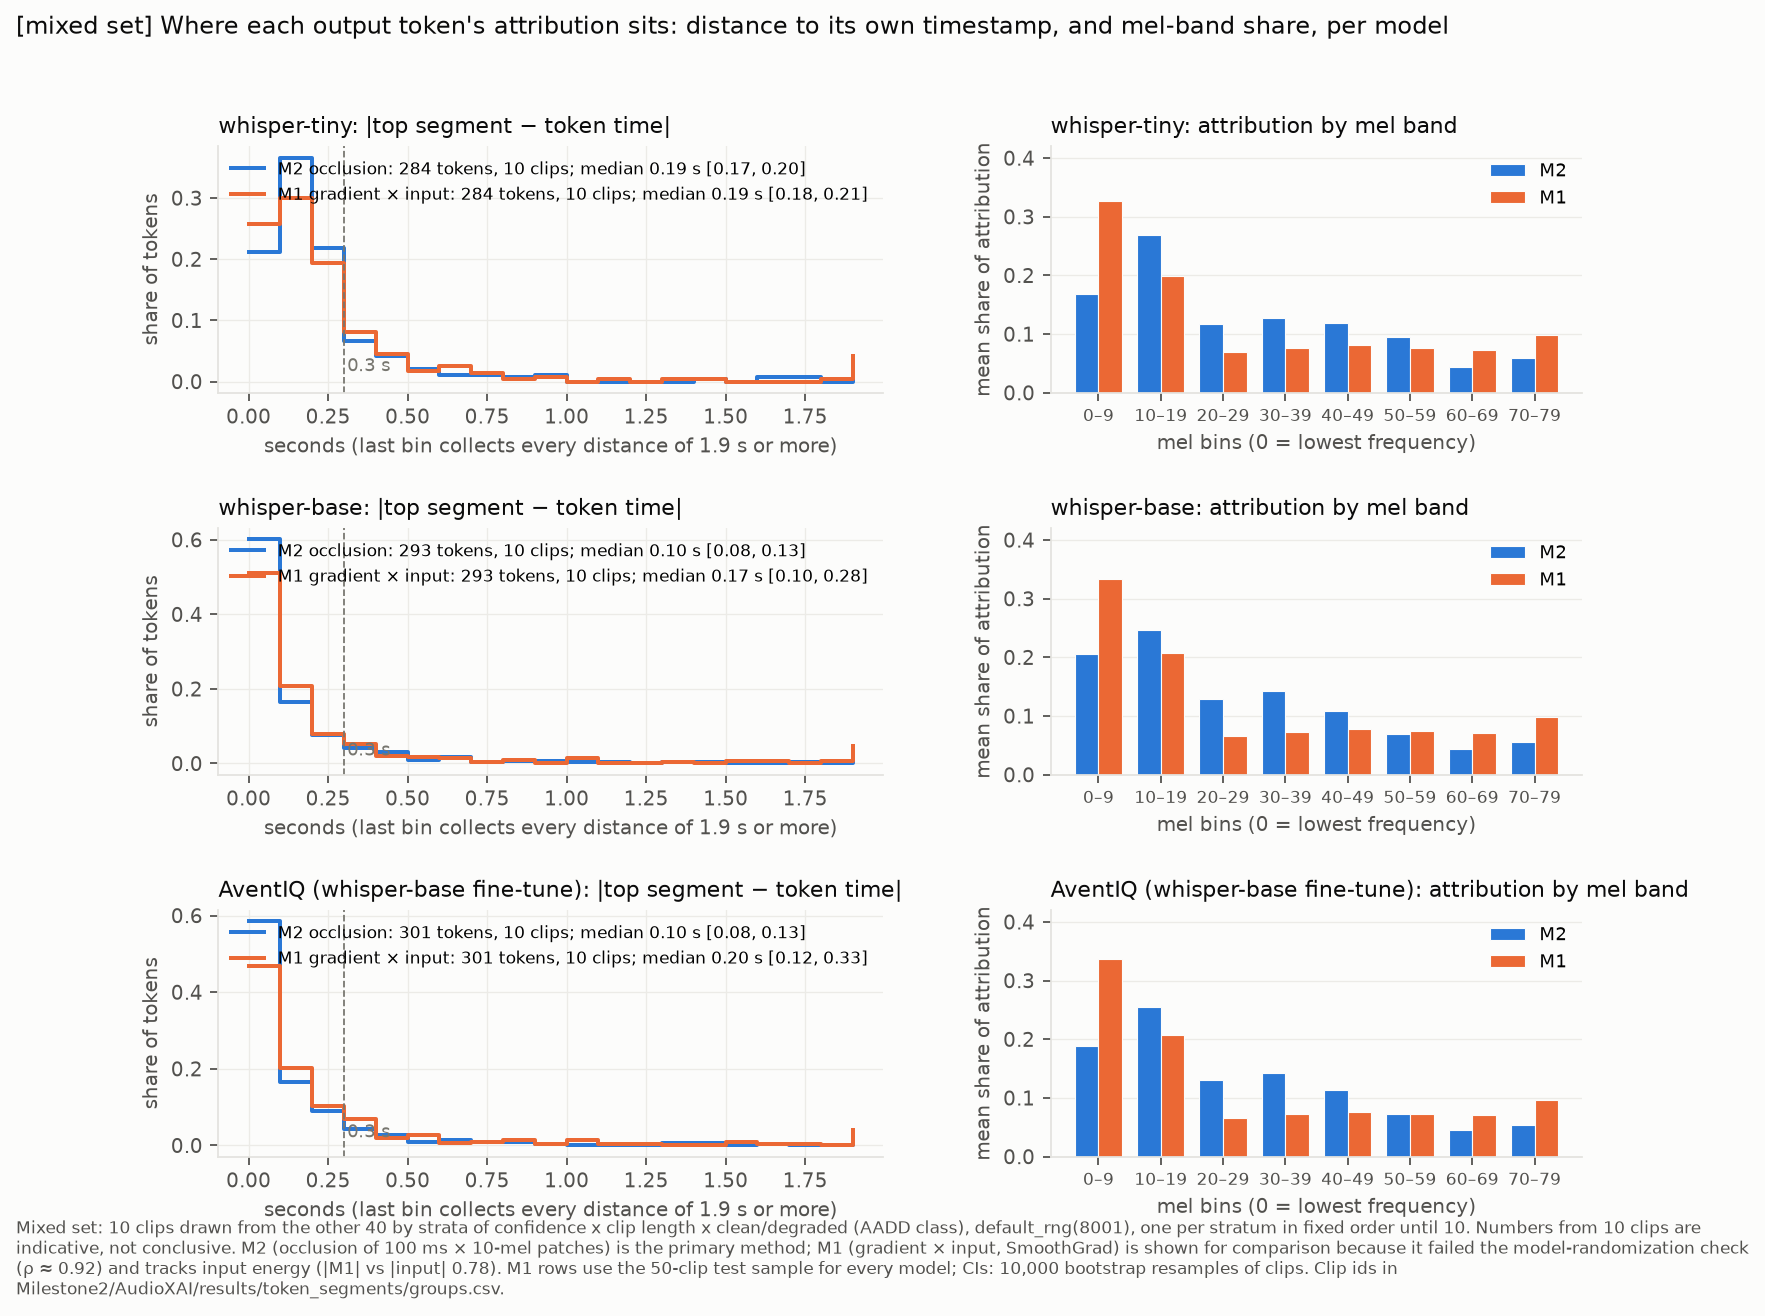 [mixed set] Where each output token's attribution sits: distance to its own timestamp, and mel-band share, per model
whisper-tiny: |top segment − token time|
M2 occlusion: 284 tokens, 10 clips; median 0.19 s [0.17, 0.20]
M1 gradient × input: 284 tokens, 10 clips; median 0.19 s [0.18, 0.21]
share of tokens
0.3
0.2
0.1
0.0
0.3 s
0.00 0.25 0.50 0.75 1.00 1.25 1.50 1.75
seconds (last bin collects every distance of 1.9 s or more)
whisper-tiny: attribution by mel band
M2
M1
mean share of attribution
0.4
0.3
0.2
0.1
0.0
0–9 10–19 20–29 30–39 40–49 50–59 60–69 70–79
mel bins (0 = lowest frequency)
whisper-base: |top segment − token time|
M2 occlusion: 293 tokens, 10 clips; median 0.10 s [0.08, 0.13]
M1 gradient × input: 293 tokens, 10 clips; median 0.17 s [0.10, 0.28]
share of tokens
0.6
0.4
0.2
0.0
0.3 s
0.00 0.25 0.50 0.75 1.00 1.25 1.50 1.75
seconds (last bin collects every distance of 1.9 s or more)
whisper-base: attribution by mel band
M2
M1
mean share of attribution
0.4
0.3
0.2
0.1
0.0
0–9 10–19 20–29 30–39 40–49 50–59 60–69 70–79
mel bins (0 = lowest frequency)
AventIQ (whisper-base fine-tune): |top segment − token time|
M2 occlusion: 301 tokens, 10 clips; median 0.10 s [0.08, 0.13]
M1 gradient × input: 301 tokens, 10 clips; median 0.20 s [0.12, 0.33]
share of tokens
0.6
0.4
0.2
0.0
0.3 s
0.00 0.25 0.50 0.75 1.00 1.25 1.50 1.75
seconds (last bin collects every distance of 1.9 s or more)
AventIQ (whisper-base fine-tune): attribution by mel band
M2
M1
mean share of attribution
0.4
0.3
0.2
0.1
0.0
0–9 10–19 20–29 30–39 40–49 50–59 60–69 70–79
mel bins (0 = lowest frequency)
Mixed set: 10 clips drawn from the other 40 by strata of confidence x clip length x clean/degraded (AADD class), default_rng(8001), one per stratum in fixed order until 10. Numbers from 10 clips are
indicative, not conclusive. M2 (occlusion of 100 ms × 10-mel patches) is the primary method; M1 (gradient × input, SmoothGrad) is shown for comparison because it failed the model-randomization check
(ρ ≈ 0.92) and tracks input energy (|M1| vs |input| 0.78). M1 rows use the 50-clip test sample for every model; CIs: 10,000 bootstrap resamples of clips. Clip ids in
Milestone2/AudioXAI/results/token_segments/groups.csv.